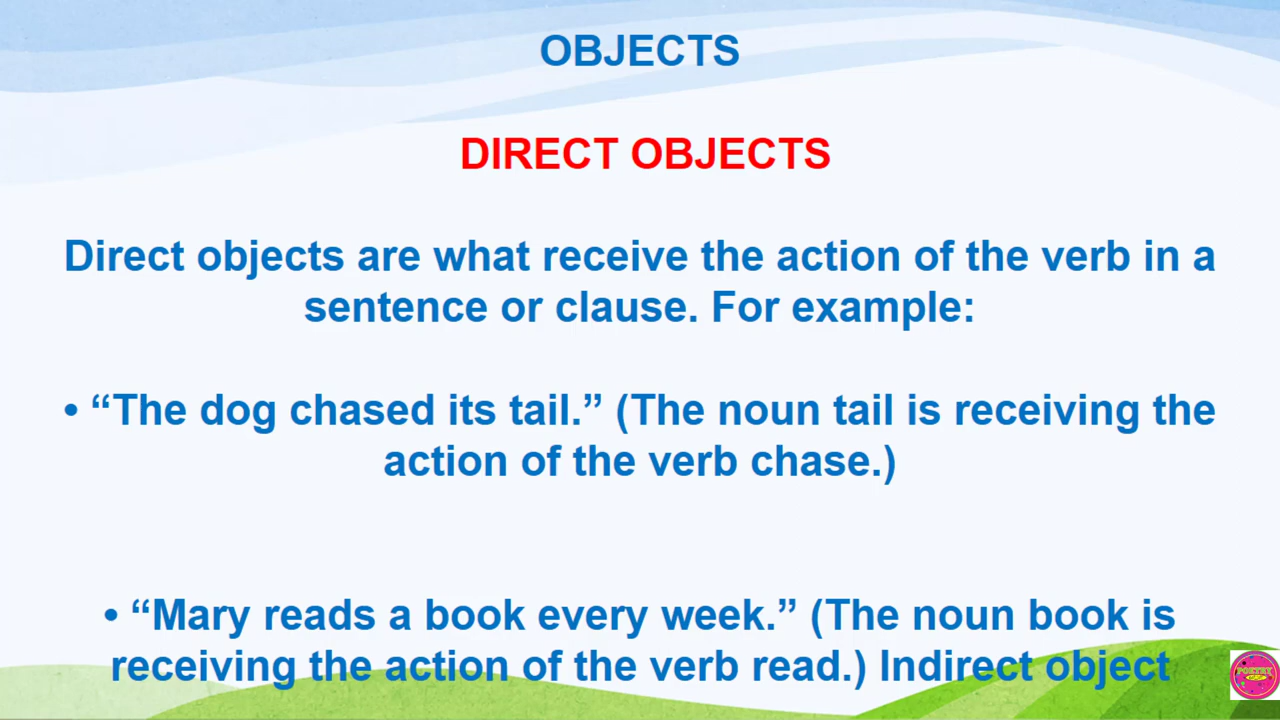 OBJECTS
DIRECT OBJECTS
Direct objects are what receive the action of the verb in a
sentence or clause. For example:
• “The dog chased its tail.” (The noun tail is receiving the
action of the verb chase.)
• “Mary reads a book every week.” (The noun book is
receiving the action of the verb read.) Indirect object
POETRY